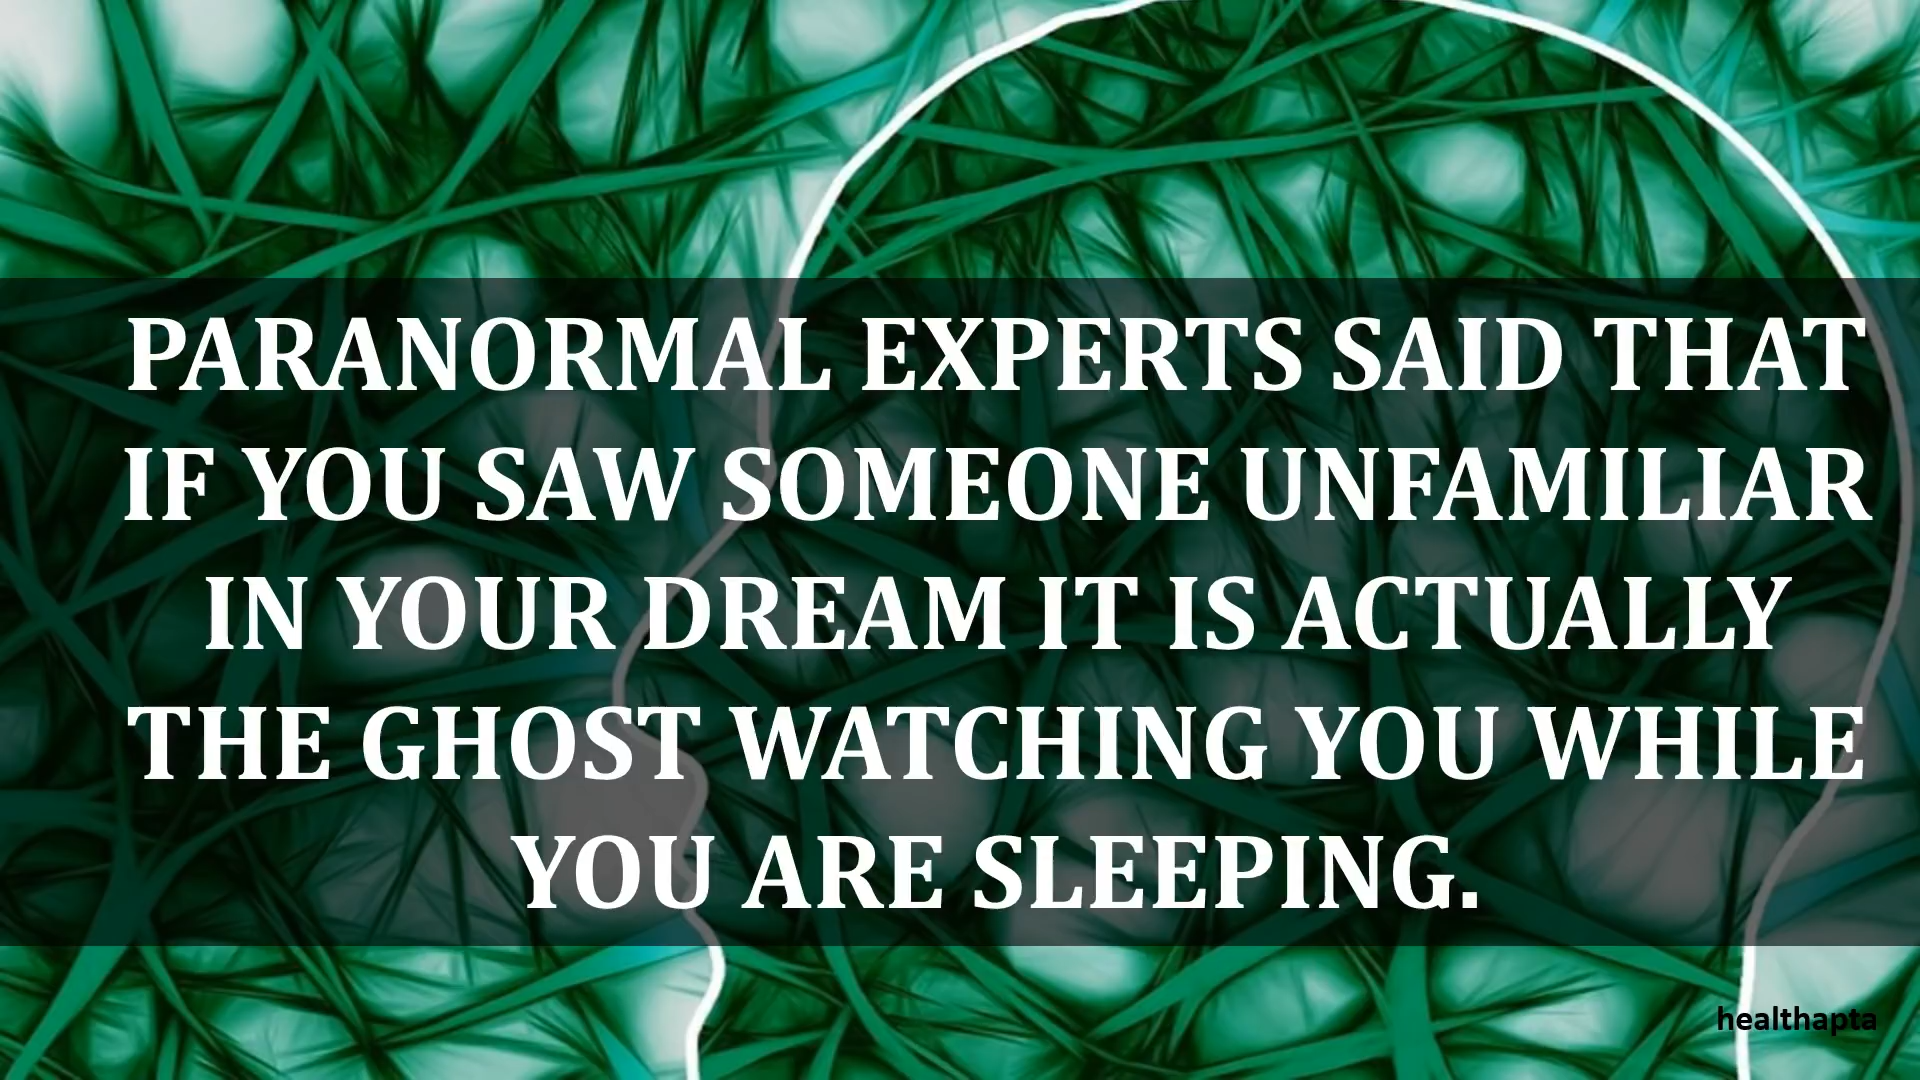 PARANORMAL EXPERTS SAID THAT
IF YOU SAW SOMEONE UNFAMILIAR
IN YOUR DREAM IT IS ACTUALLY
THE GHOST WATCHING YOU WHILE
YOU ARE SLEEPING.
healthapta